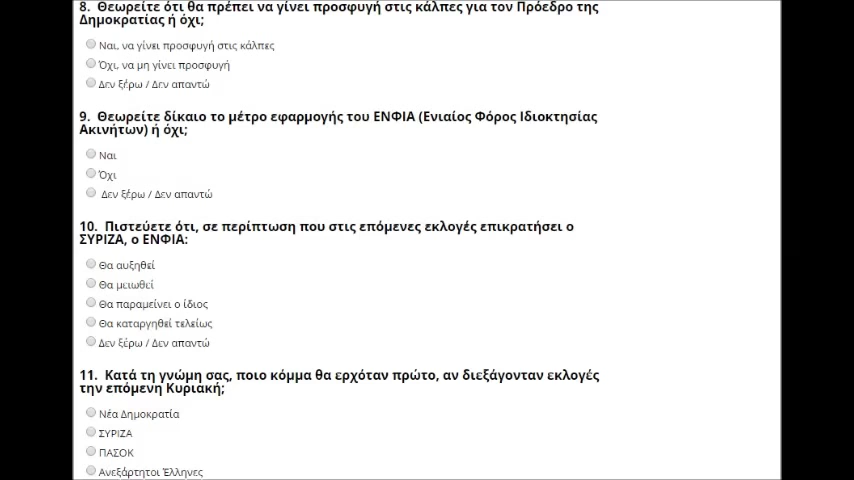 8. Θεωρείτε ότι θα πρέπει να γίνει προσφυγή στις κάλπες για τον Πρόεδρο της
Δημοκρατίας ή όχι;
Ναι, να γίνει προσφυγή στις κάλπες
Όχι, να μη γίνει προσφυγή
Δεν ξέρω / Δεν απαντώ
9. Θεωρείτε δίκαιο το μέτρο εφαρμογής του ΕΝΦΙΑ (Ενιαίος Φόρος Ιδιοκτησίας
Ακινήτων) ή όχι;
Ναι
Όχι
Δεν ξέρω / Δεν απαντώ
10. Πιστεύετε ότι, σε περίπτωση που στις επόμενες εκλογές επικρατήσει ο
ΣΥΡΙΖΑ, ο ΕΝΦΙΑ:
Θα αυξηθεί
Θα μειωθεί
Θα παραμείνει ο ίδιος
Θα καταργηθεί τελείως
Δεν ξέρω / Δεν απαντώ
11. Κατά τη γνώμη σας, ποιο κόμμα θα ερχόταν πρώτο, αν διεξάγονταν εκλογές
την επόμενη Κυριακή;
Νέα Δημοκρατία
ΣΥΡΙΖΑ
ΠΑΣΟΚ
Ανεξάρτητοι Έλληνες